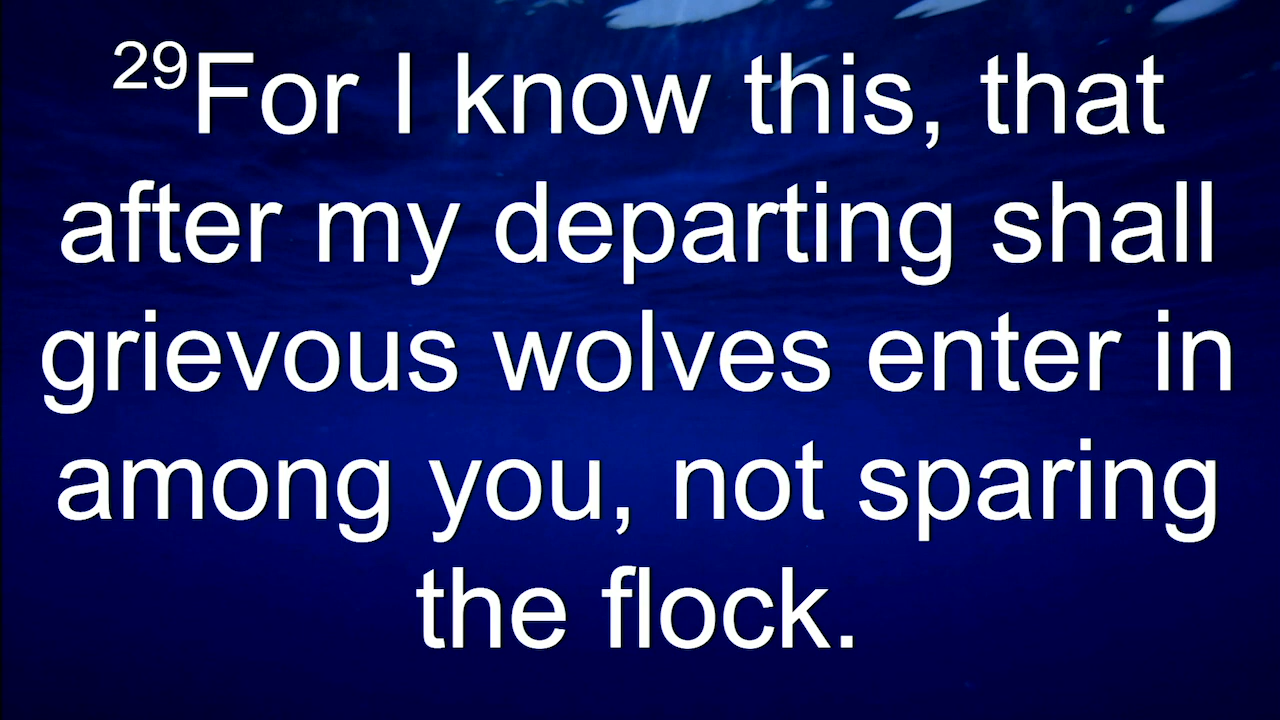 29For I know this, that
after my departing shall
grievous wolves enter in
among you, not sparing
the flock.